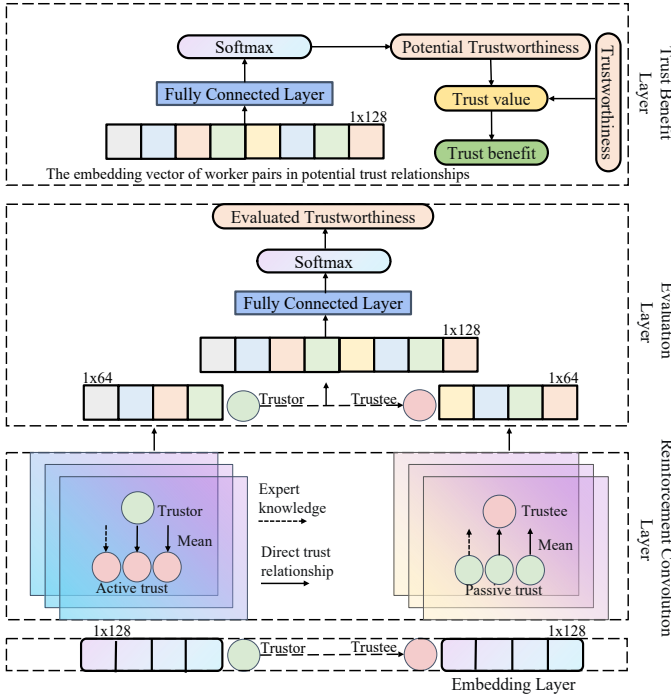 Softmax
Potential Trustworthiness
Fully Connected Layer
Trust value
1x128
Trust benefit
Trustworthiness
The embedding vector of worker pairs in potential trust relationships
Trust Benefit
Layer
Evaluated Trustworthiness
Softmax
Fully Connected Layer
1x128
1x64
Trustor
Trustee
1x64
Evaluation
Layer
Trustor
Mean
Active trust
Expert
knowledge
Direct trust
relationship
Trustee
Mean
Passive trust
Reinforcement Convolution
Layer
1x128
Trustor
Trustee
1x128
Embedding Layer